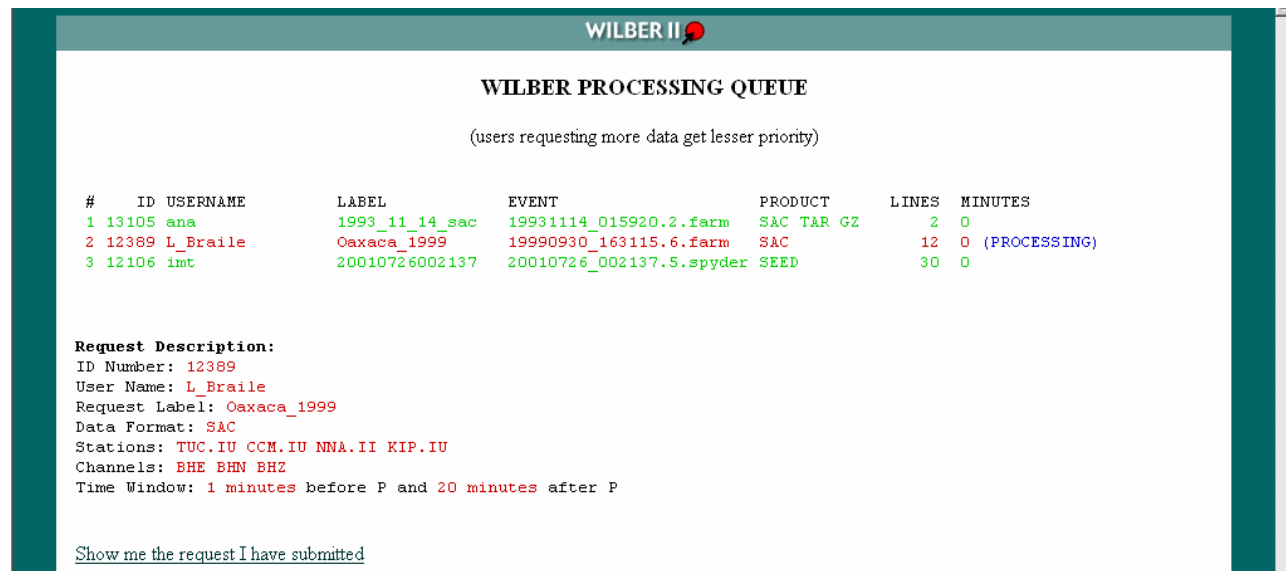 WILBER II
WILBER PROCESSING QUEUE
(users requesting more data get lesser priority)
# ID USERNAME LABEL EVENT PRODUCT LINES MINUTES
1 13105 ana 1993_11_14_sac 19931114_015920.2.farm SAC TAR GZ 2 0
2 12389 L_Braile Oaxaca_1999 19990930_163115.6.farm SAC 12 0 (PROCESSING)
3 12106 imt 20010726002137 20010726_002137.5.spyder SEED 30 0
Request Description:
ID Number: 12389
User Name: L_Braile
Request Label: Oaxaca_1999
Data Format: SAC
Stations: TUC.IU CCM.IU NNA.II KIP.IU
Channels: BHE BHN BHZ
Time Window: 1 minutes before P and 20 minutes after P
Show me the request I have submitted